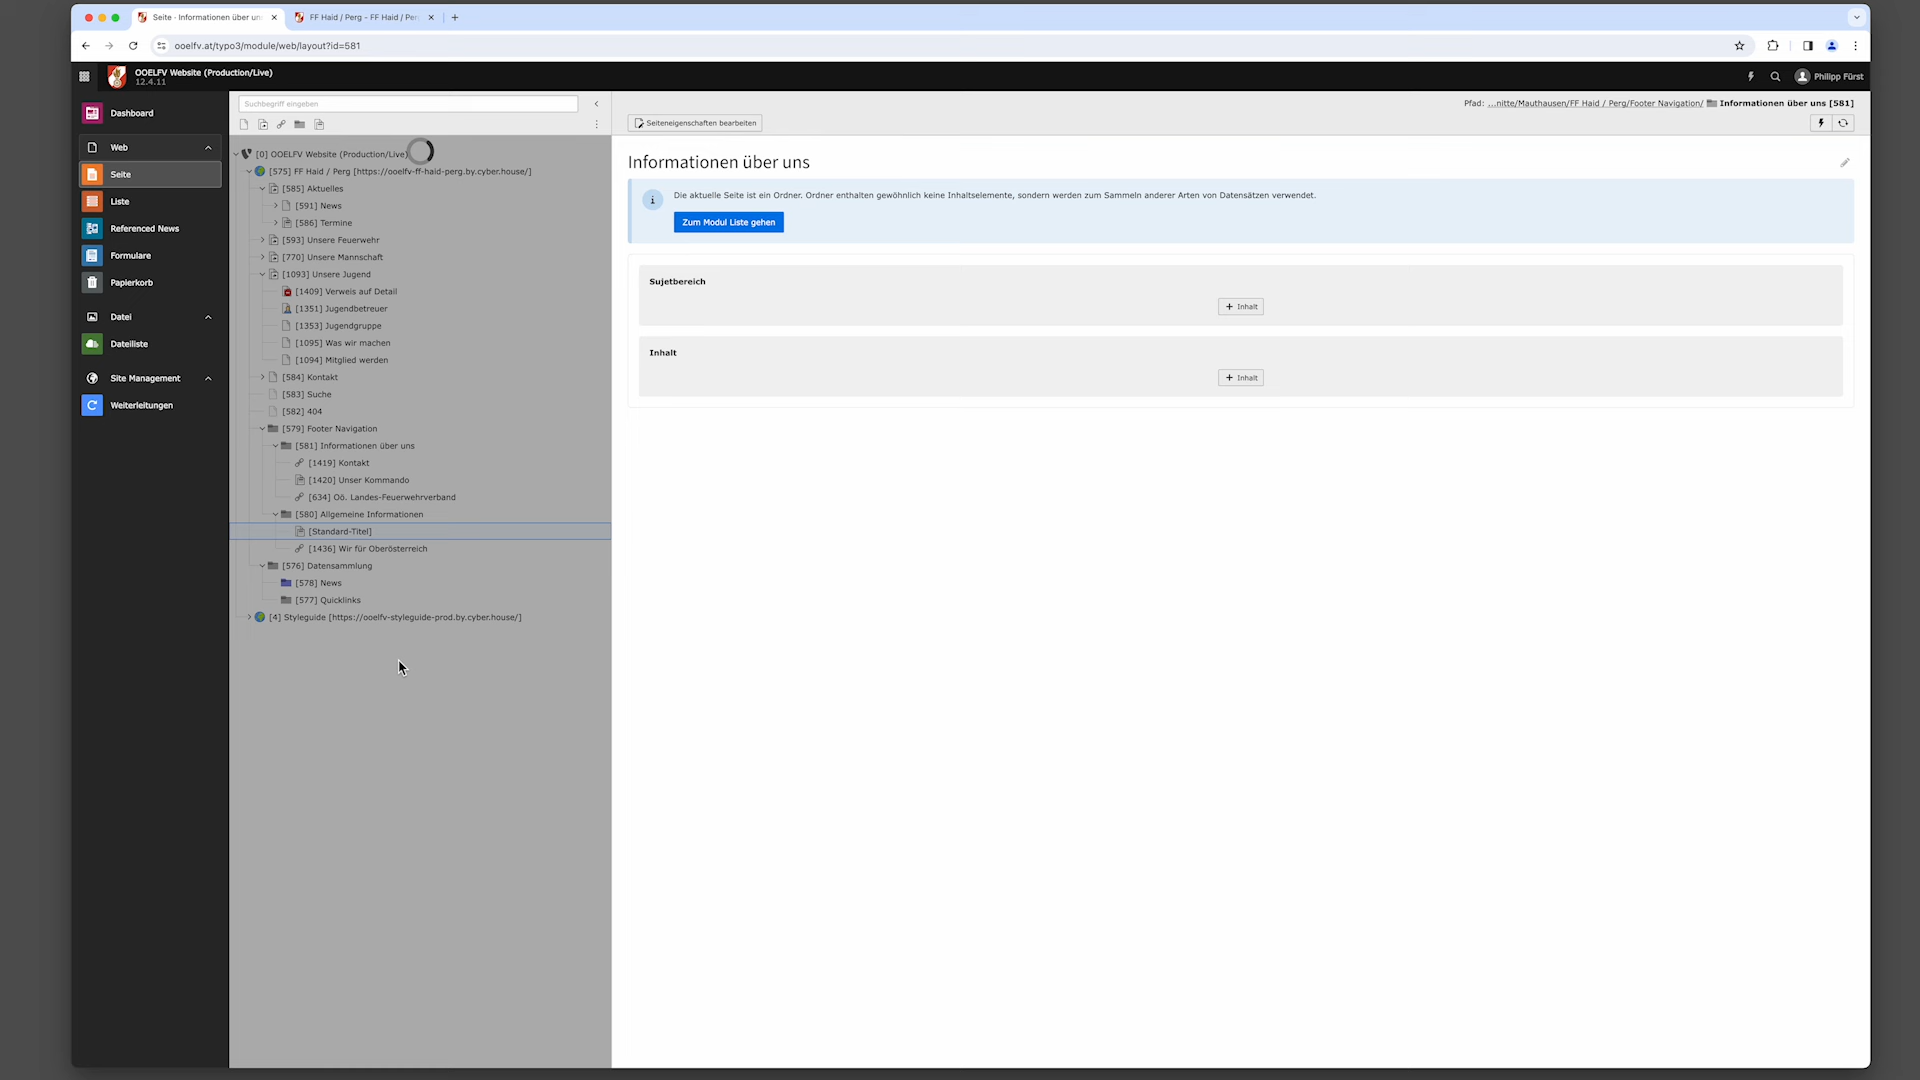 Seite · Informationen über un
FF Haid / Perg – FF Haid / Per
ooelfv.at/typo3/module/web/layout?id=581
OOELFV Website (Production/Live)
12.4.11
Philipp Fürst
Dashboard
Web
Seite
Liste
Referenced News
Formulare
Papierkorb
Datei
Dateiliste
Site Management
Weiterleitungen
Suchbegriff eingeben
[0] OOELFV Website (Production/Live)
[575] FF Haid / Perg [https://ooelfv-ff-haid-perg.by.cyber.house/]
[585] Aktuelles
[591] News
[586] Termine
[593] Unsere Feuerwehr
[770] Unsere Mannschaft
[1093] Unsere Jugend
[1409] Verweis auf Detail
[1351] Jugendbetreuer
[1353] Jugendgruppe
[1095] Was wir machen
[1094] Mitglied werden
[584] Kontakt
[583] Suche
[582] 404
[579] Footer Navigation
[581] Informationen über uns
[1419] Kontakt
[1420] Unser Kommando
[634] Oö. Landes-Feuerwehrverband
[580] Allgemeine Informationen
[Standard-Titel]
[1436] Wir für Oberösterreich
[576] Datensammlung
[578] News
[577] Quicklinks
[4] Styleguide [https://ooelfv-styleguide-prod.by.cyber.house/]
Pfad: ...nitte/Mauthausen/FF Haid / Perg/Footer Navigation/ Informationen über uns [581]
Seiteneigenschaften bearbeiten
Informationen über uns
Die aktuelle Seite ist ein Ordner. Ordner enthalten gewöhnlich keine Inhaltselemente, sondern werden zum Sammeln anderer Arten von Datensätzen verwendet.
Zum Modul Liste gehen
Sujetbereich
+ Inhalt
Inhalt
+ Inhalt